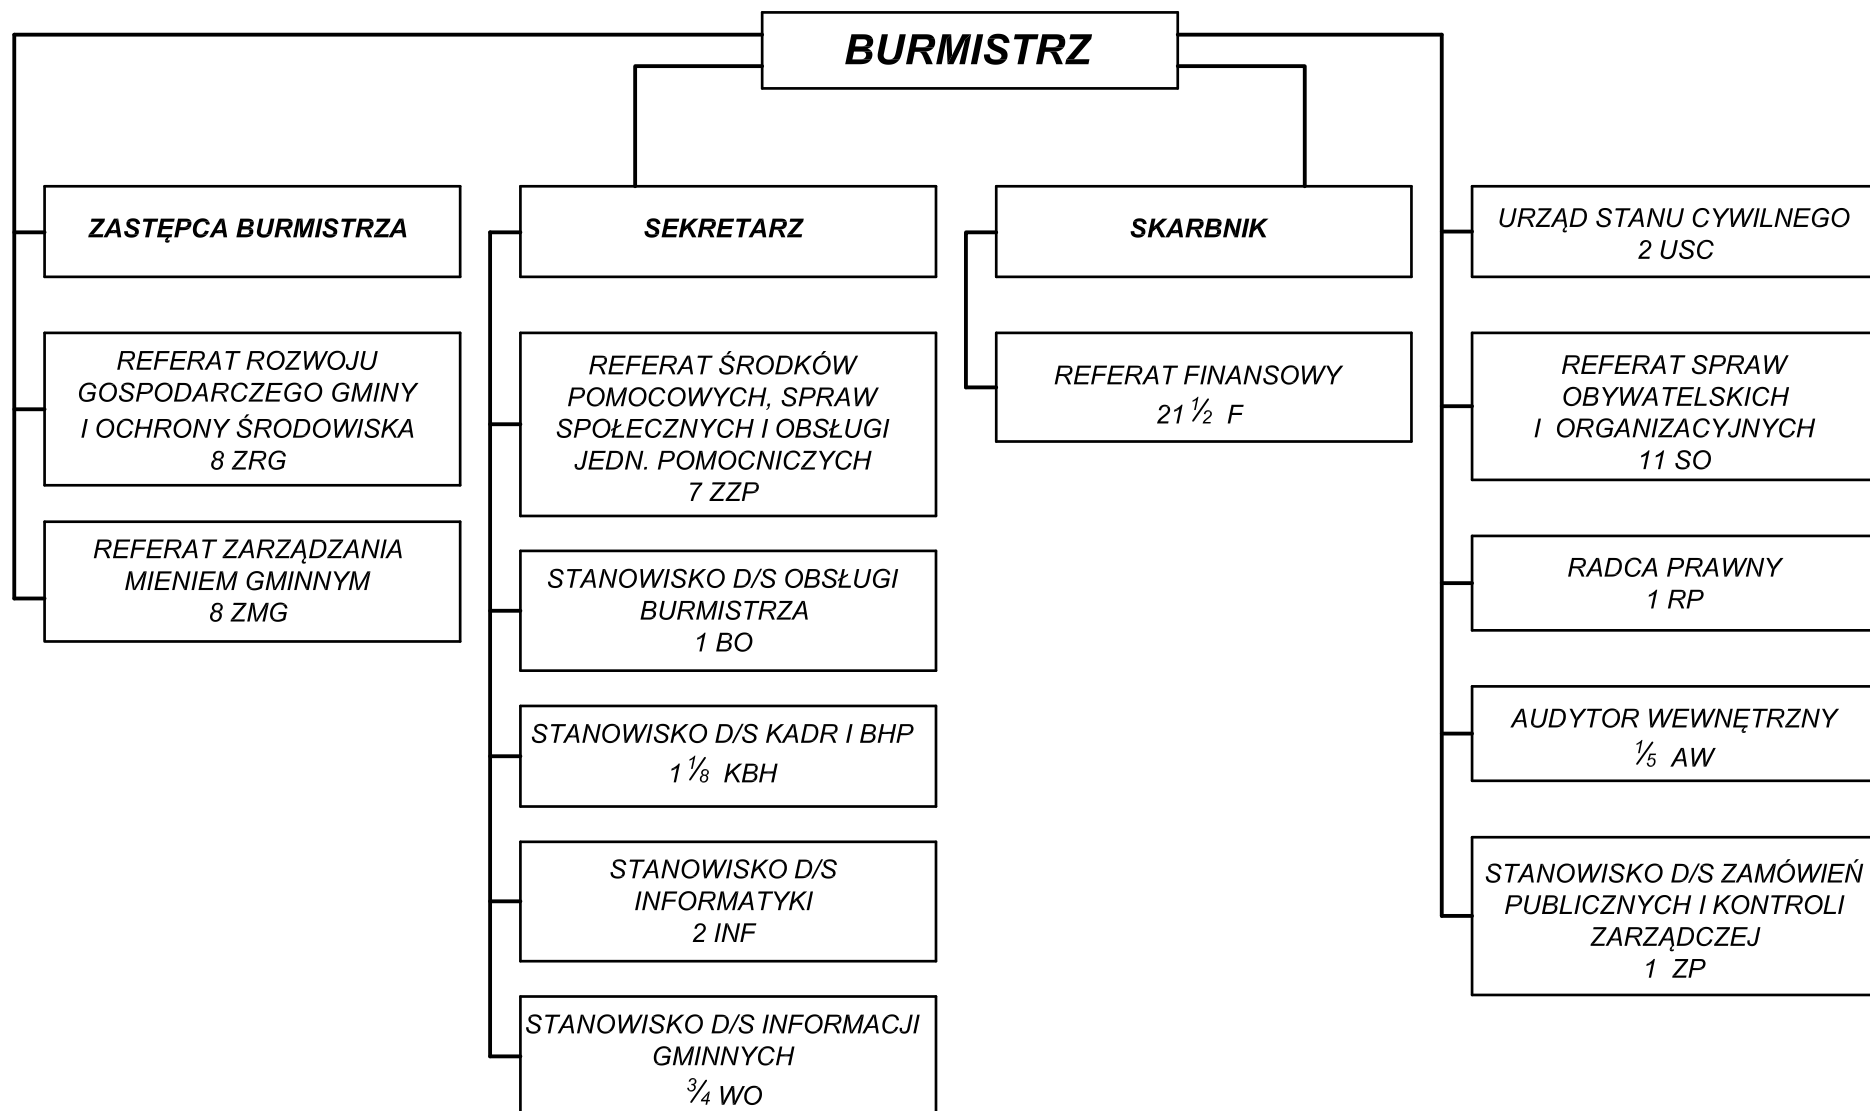 BURMISTRZ
ZASTĘPCA BURMISTRZA
REFERAT ROZWOJU
GOSPODARCZEGO GMINY
I OCHRONY ŚRODOWISKA
8 ZRG
REFERAT ZARZĄDZANIA
MIENIEM GMINNYM
8 ZMG
SEKRETARZ
REFERAT ŚRODKÓW
POMOCOWYCH, SPRAW
SPOŁECZNYCH I OBSŁUGI
JEDN. POMOCNICZYCH
7 ZZP
STANOWISKO D/S OBSŁUGI
BURMISTRZA
1 BO
STANOWISKO D/S KADR I BHP
1 ⅛ KBH
STANOWISKO D/S
INFORMATYKI
2 INF
STANOWISKO D/S INFORMACJI
GMINNYCH
¾ WO
SKARBNIK
REFERAT FINANSOWY
21 ½ F
URZĄD STANU CYWILNEGO
2 USC
REFERAT SPRAW
OBYWATELSKICH
I ORGANIZACYJNYCH
11 SO
RADCA PRAWNY
1 RP
AUDYTOR WEWNĘTRZNY
⅕ AW
STANOWISKO D/S ZAMÓWIEŃ
PUBLICZNYCH I KONTROLI
ZARZĄDCZEJ
1 ZP